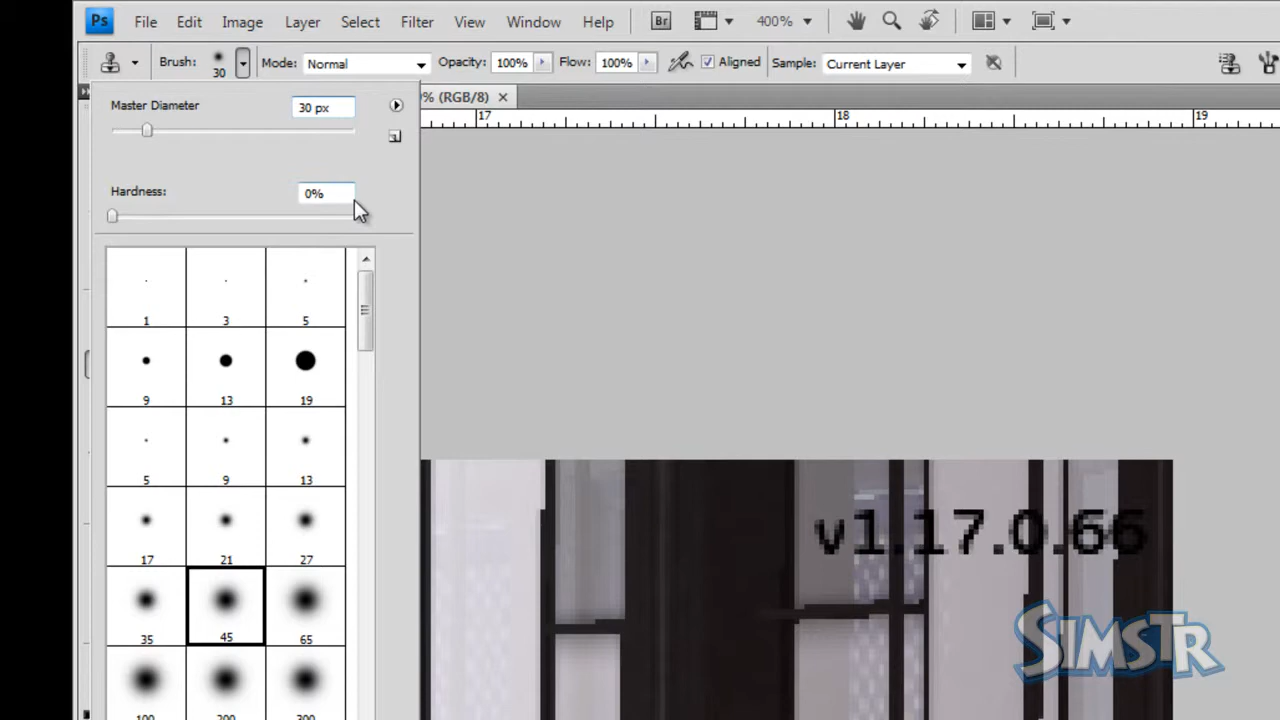 Ps File Edit Image Layer Select Filter View Window Help Br 400%
Brush: 30 Mode: Normal Opacity: 100% Flow: 100% Aligned Sample: Current Layer
Master Diameter 30 px
% (RGB/8)
17 18 19
Hardness: 0%
1 3 5
9 13 19
5 9 13
17 21 27
35 45 65
100 200 300
v1.17.0.66
SIMSTR